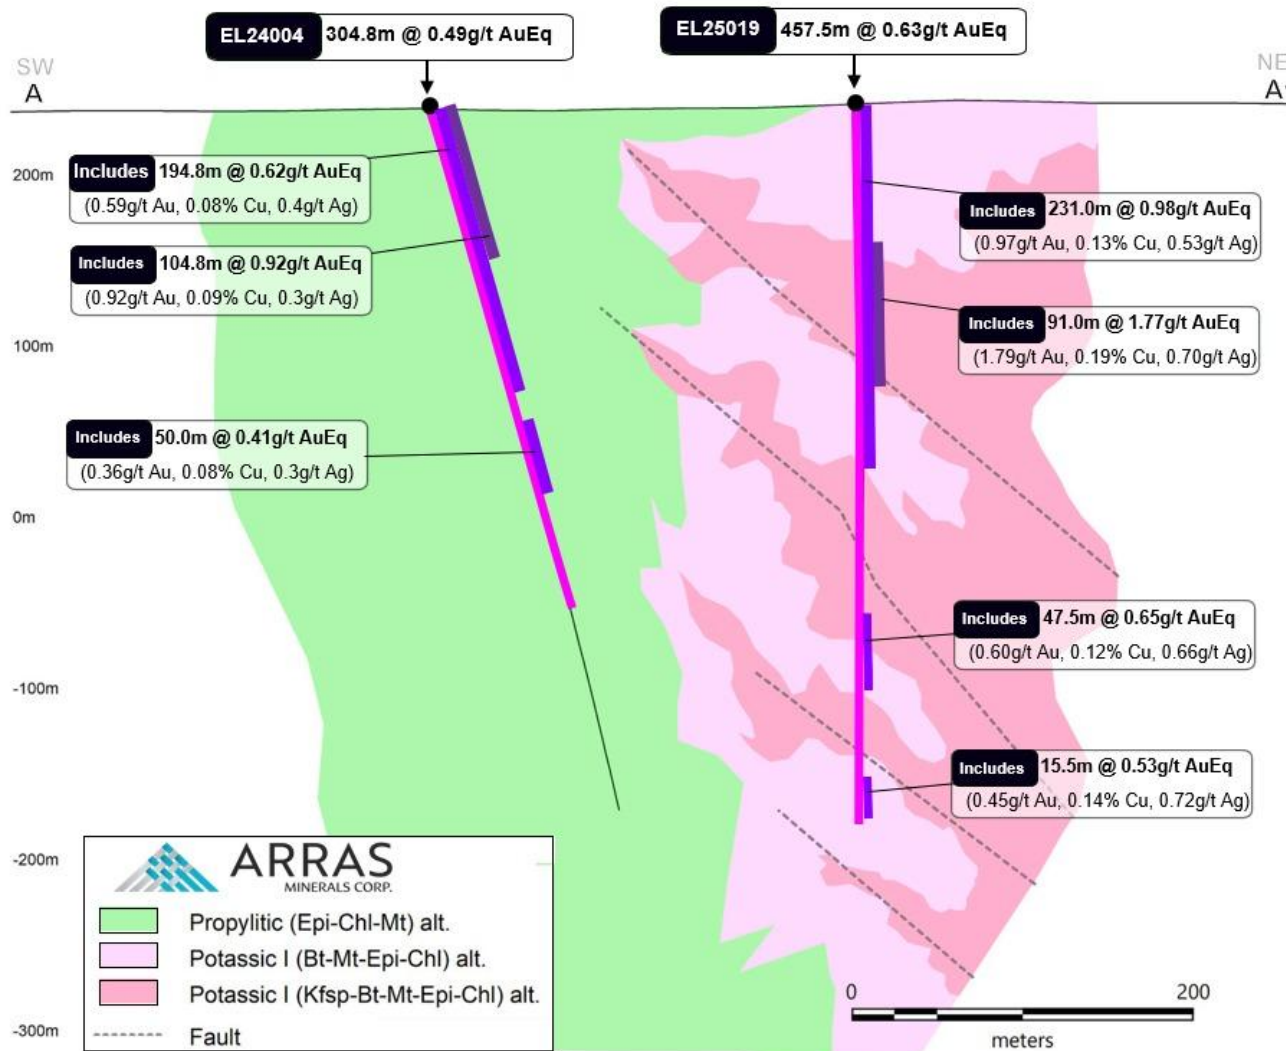 EL24004 304.8m @ 0.49g/t AuEq
EL25019 457.5m @ 0.63g/t AuEq
SW
A
NE
A'
200m
100m
0m
-100m
-200m
-300m
Includes 194.8m @ 0.62g/t AuEq
(0.59g/t Au, 0.08% Cu, 0.4g/t Ag)
Includes 104.8m @ 0.92g/t AuEq
(0.92g/t Au, 0.09% Cu, 0.3g/t Ag)
Includes 50.0m @ 0.41g/t AuEq
(0.36g/t Au, 0.08% Cu, 0.3g/t Ag)
Includes 231.0m @ 0.98g/t AuEq
(0.97g/t Au, 0.13% Cu, 0.53g/t Ag)
Includes 91.0m @ 1.77g/t AuEq
(1.79g/t Au, 0.19% Cu, 0.70g/t Ag)
Includes 47.5m @ 0.65g/t AuEq
(0.60g/t Au, 0.12% Cu, 0.66g/t Ag)
Includes 15.5m @ 0.53g/t AuEq
(0.45g/t Au, 0.14% Cu, 0.72g/t Ag)
ARRAS
MINERALS CORP.
Propylitic (Epi-Chl-Mt) alt.
Potassic I (Bt-Mt-Epi-Chl) alt.
Potassic I (Kfsp-Bt-Mt-Epi-Chl) alt.
Fault
0 200
meters